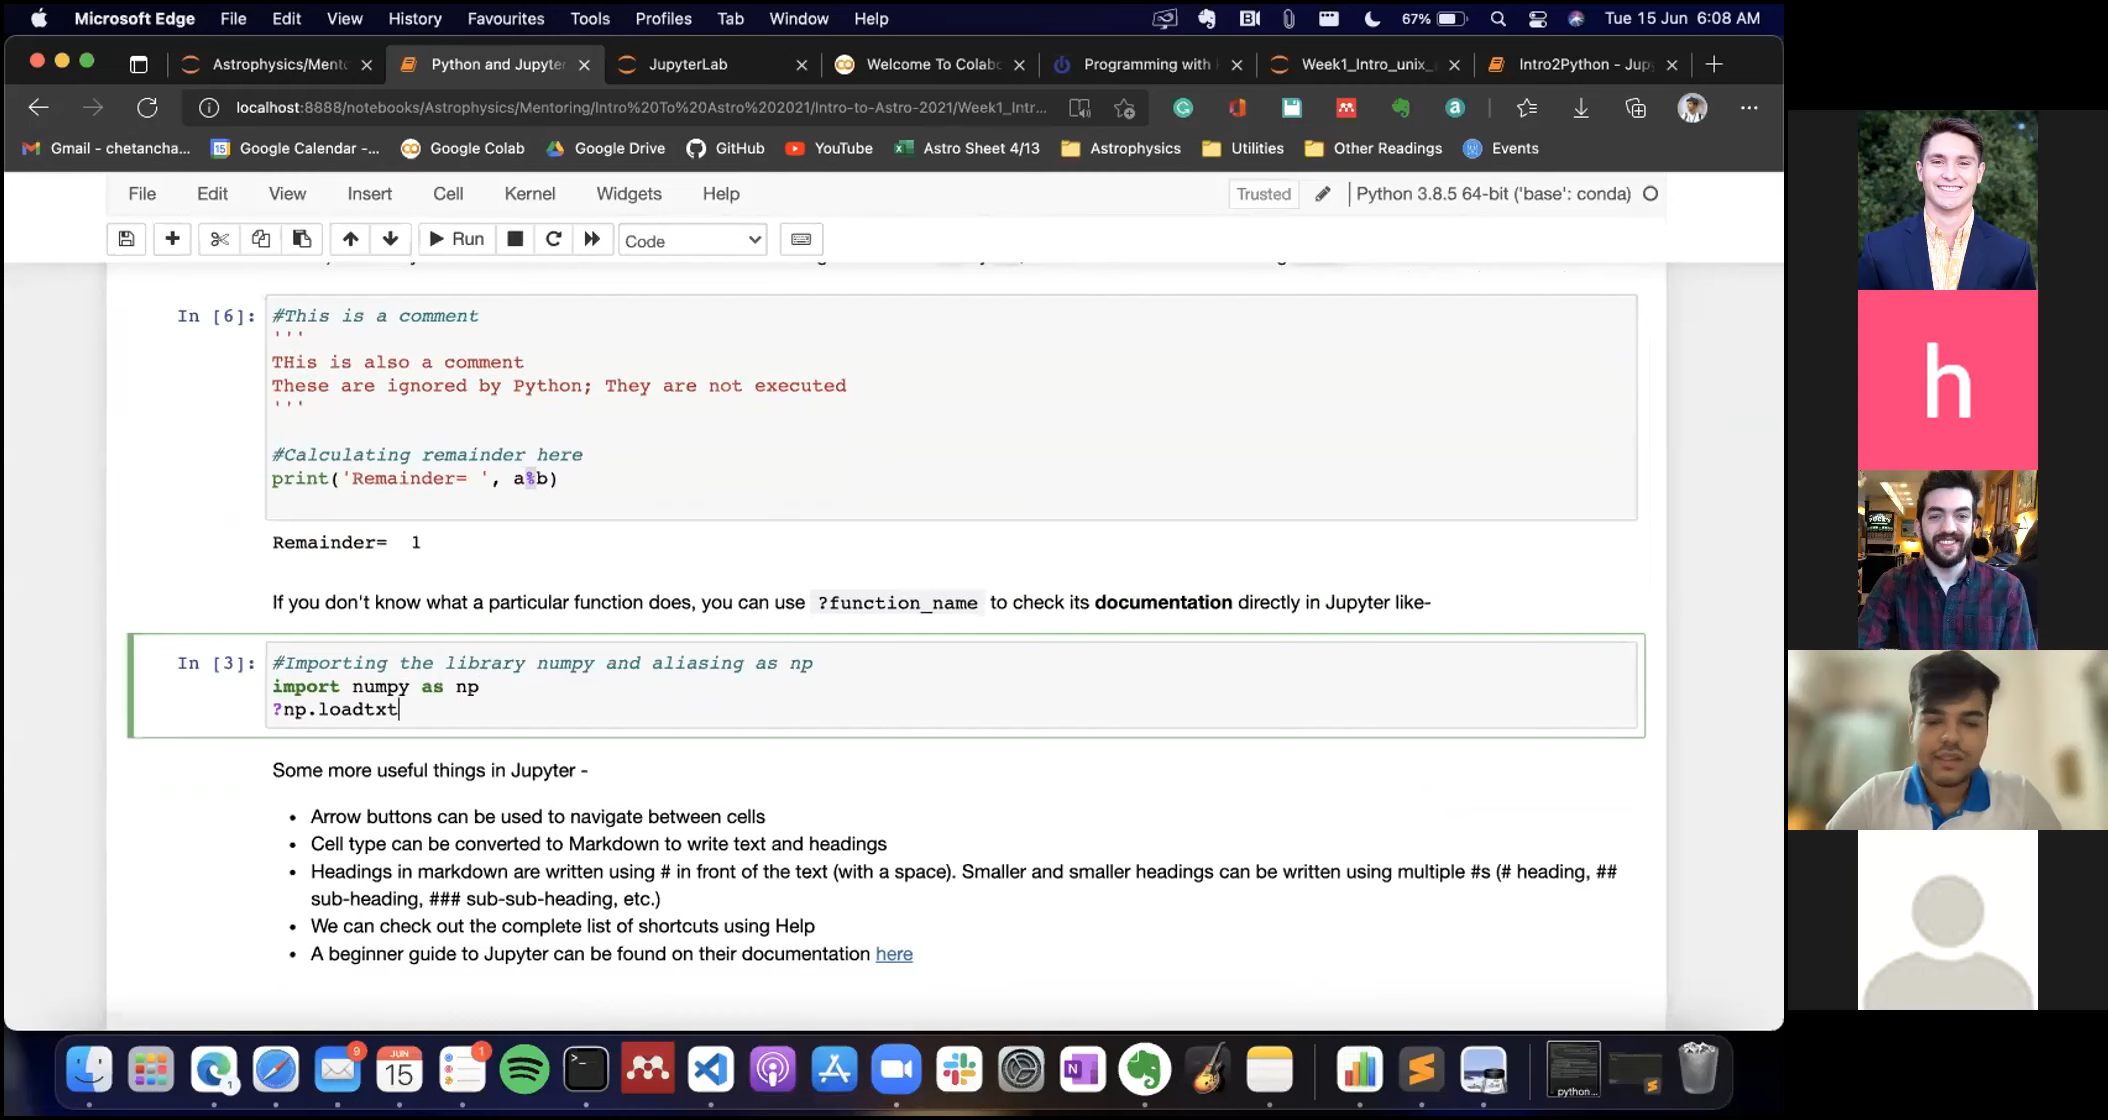 Microsoft Edge File Edit View History Favourites Tools Profiles Tab Window Help 67% Tue 15 Jun 6:08 AM
Astrophysics/Mento Python and Jupyter JupyterLab Welcome To Colabo Programming with Week1_Intro_unix_ Intro2Python - Jup
localhost:8888/notebooks/Astrophysics/Mentoring/Intro%20To%20Astro%202021/Intro-to-Astro-2021/Week1_Intr...
Gmail - chetancha... Google Calendar -... Google Colab Google Drive GitHub YouTube Astro Sheet 4/13 Astrophysics Utilities Other Readings Events
File Edit View Insert Cell Kernel Widgets Help Trusted Python 3.8.5 64-bit ('base': conda)
Run Code
In [6]: #This is a comment
'''
THis is also a comment
These are ignored by Python; They are not executed
'''
#Calculating remainder here
print('Remainder= ', a%b)
Remainder=  1
If you don't know what a particular function does, you can use ?function_name to check its documentation directly in Jupyter like-
In [3]: #Importing the library numpy and aliasing as np
import numpy as np
?np.loadtxt
Some more useful things in Jupyter -
• Arrow buttons can be used to navigate between cells
• Cell type can be converted to Markdown to write text and headings
• Headings in markdown are written using # in front of the text (with a space). Smaller and smaller headings can be written using multiple #s (# heading, ##
sub-heading, ### sub-sub-heading, etc.)
• We can check out the complete list of shortcuts using Help
• A beginner guide to Jupyter can be found on their documentation here
h
9
JUN
15
1
1
python...